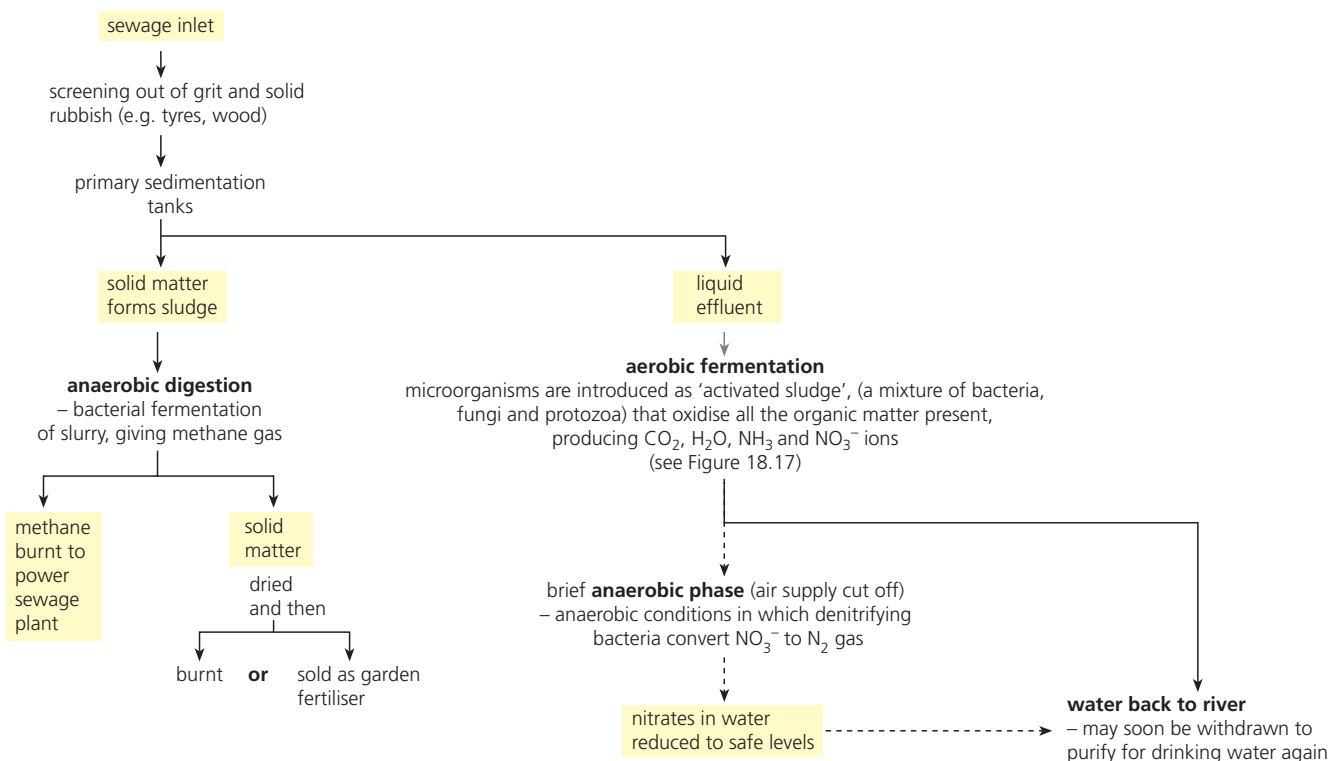 sewage inlet
screening out of grit and solid
rubbish (e.g. tyres, wood)
primary sedimentation
tanks
solid matter
forms sludge
liquid
effluent
anaerobic digestion
– bacterial fermentation
of slurry, giving methane gas
aerobic fermentation
microorganisms are introduced as ‘activated sludge’, (a mixture of bacteria,
fungi and protozoa) that oxidise all the organic matter present,
producing CO₂, H₂O, NH₃ and NO₃⁻ ions
(see Figure 18.17)
methane
burnt to
power
sewage
plant
solid
matter
dried
and then
burnt or sold as garden
fertiliser
brief anaerobic phase (air supply cut off)
– anaerobic conditions in which denitrifying
bacteria convert NO₃⁻ to N₂ gas
nitrates in water
reduced to safe levels
water back to river
– may soon be withdrawn to
purify for drinking water again